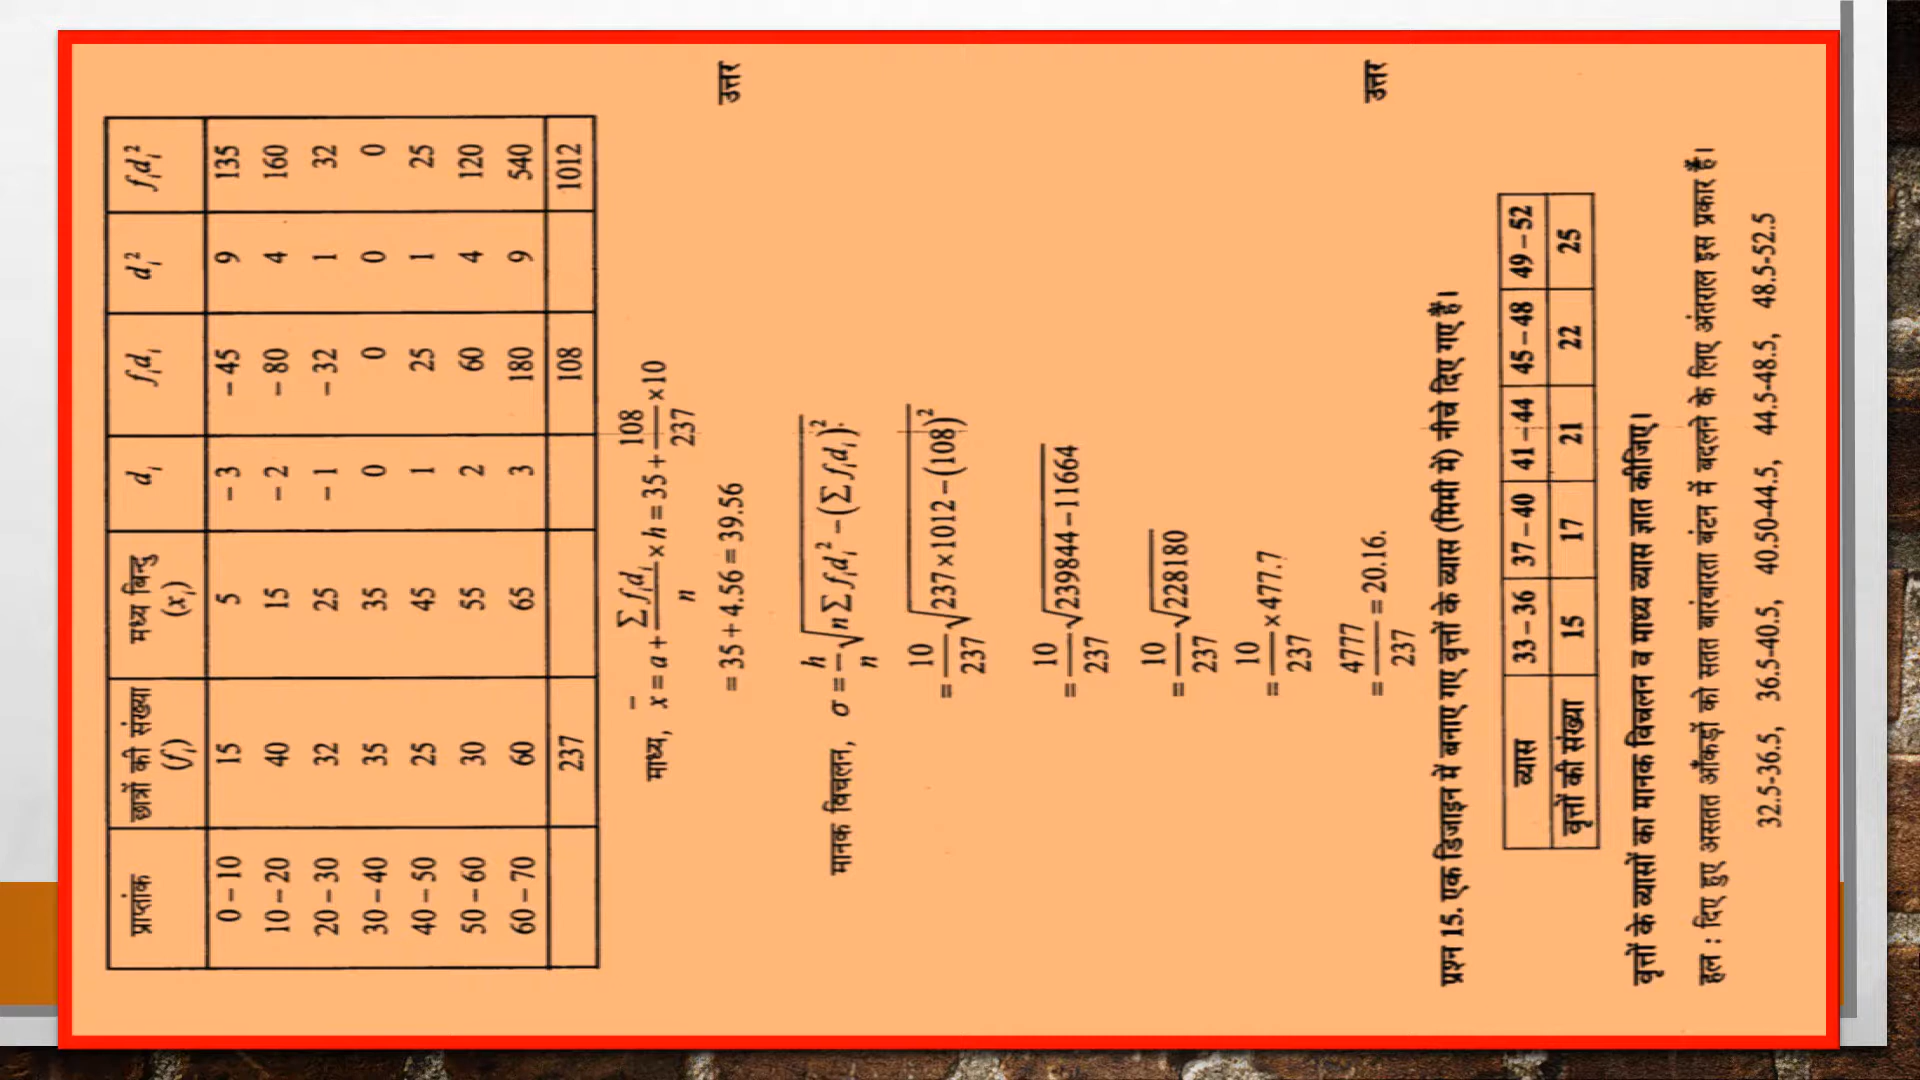 प्राप्तांक छात्रों की संख्या (fᵢ) मध्य बिन्दु (xᵢ) dᵢ fᵢdᵢ dᵢ² fᵢdᵢ²
0 – 10 15 5 – 3 – 45 9 135
10 – 20 40 15 – 2 – 80 4 160
20 – 30 32 25 – 1 – 32 1 32
30 – 40 35 35 0 0 0 0
40 – 50 25 45 1 25 1 25
50 – 60 30 55 2 60 4 120
60 – 70 60 65 3 180 9 540
237 108 1012
माध्य, x̄ = a + ∑fᵢdᵢ/n × h = 35 + 108/237 × 10
= 35 + 4.56 = 39.56 उत्तर
मानक विचलन, σ = h/n √(n∑fᵢdᵢ² – (∑fᵢdᵢ)²)
= 10/237 √(237 × 1012 – (108)²)
= 10/237 √(239844 – 11664)
= 10/237 √228180
= 10/237 × 477.7
= 4777/237 = 20.16. उत्तर
प्रश्न 15. एक डिजाइन में बनाए गए वृत्तों के व्यास (मिमी में) नीचे दिए गए हैं।
व्यास 33 – 36 37 – 40 41 – 44 45 – 48 49 – 52
वृत्तों की संख्या 15 17 21 22 25
वृत्तों के व्यासों का मानक विचलन व माध्य व्यास ज्ञात कीजिए।
हल : दिए हुए असतत आँकड़ों को सतत बारंबारता बंटन में बदलने के लिए अंतराल इस प्रकार हैं।
32.5-36.5, 36.5-40.5, 40.50-44.5, 44.5-48.5, 48.5-52.5